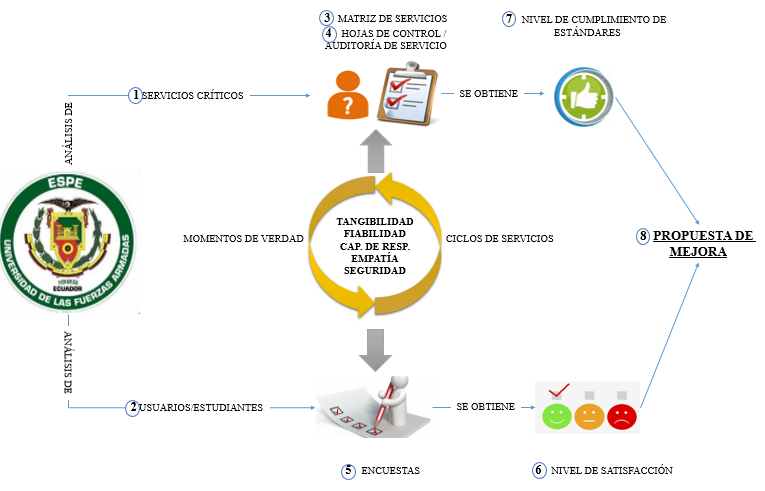 3 MATRIZ DE SERVICIOS
4 HOJAS DE CONTROL /
AUDITORÍA DE SERVICIO
7 NIVEL DE CUMPLIMIENTO DE
ESTÁNDARES
ANÁLISIS DE
1 SERVICIOS CRÍTICOS
?
SE OBTIENE
ESPE
UNIVERSIDAD DE LAS FUERZAS ARMADAS
ECUADOR
MOMENTOS DE VERDAD
TANGIBILIDAD
FIABILIDAD
CAP. DE RESP.
EMPATÍA
SEGURIDAD
CICLOS DE SERVICIOS
8 PROPUESTA DE
MEJORA
ANÁLISIS DE
2 USUARIOS/ESTUDIANTES
SE OBTIENE
5 ENCUESTAS
6 NIVEL DE SATISFACCIÓN